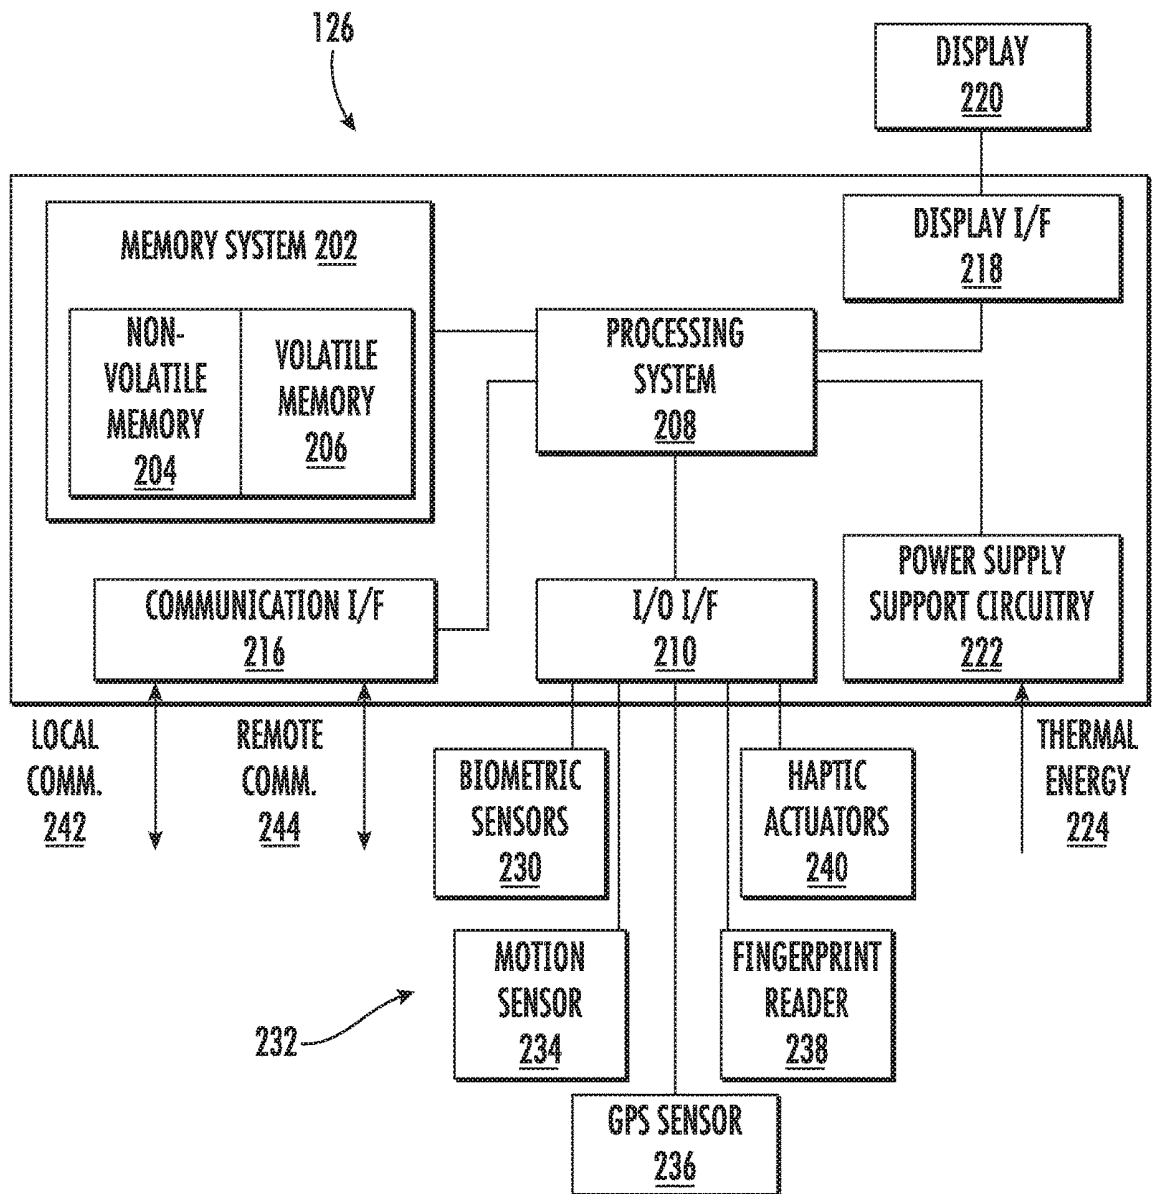 126
DISPLAY
220
MEMORY SYSTEM 202
NON-
VOLATILE
MEMORY
204
VOLATILE
MEMORY
206
PROCESSING
SYSTEM
208
DISPLAY I/F
218
COMMUNICATION I/F
216
I/O I/F
210
POWER SUPPLY
SUPPORT CIRCUITRY
222
LOCAL
COMM.
242
REMOTE
COMM.
244
BIOMETRIC
SENSORS
230
HAPTIC
ACTUATORS
240
THERMAL
ENERGY
224
232
MOTION
SENSOR
234
FINGERPRINT
READER
238
GPS SENSOR
236